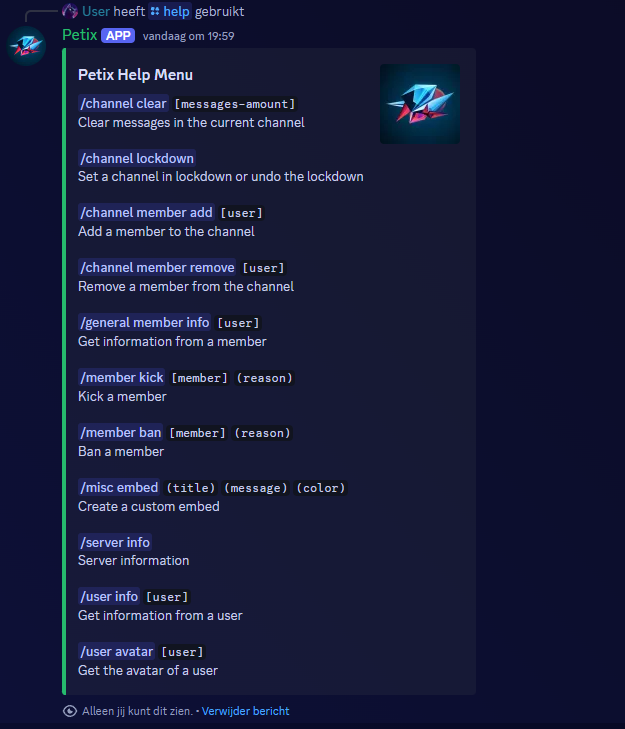 User heeft help gebruikt
Petix APP vandaag om 19:59
Petix Help Menu
/channel clear [messages-amount]
Clear messages in the current channel
/channel lockdown
Set a channel in lockdown or undo the lockdown
/channel member add [user]
Add a member to the channel
/channel member remove [user]
Remove a member from the channel
/general member info [user]
Get information from a member
/member kick [member] (reason)
Kick a member
/member ban [member] (reason)
Ban a member
/misc embed (title) (message) (color)
Create a custom embed
/server info
Server information
/user info [user]
Get information from a user
/user avatar [user]
Get the avatar of a user
Alleen jij kunt dit zien. • Verwijder bericht